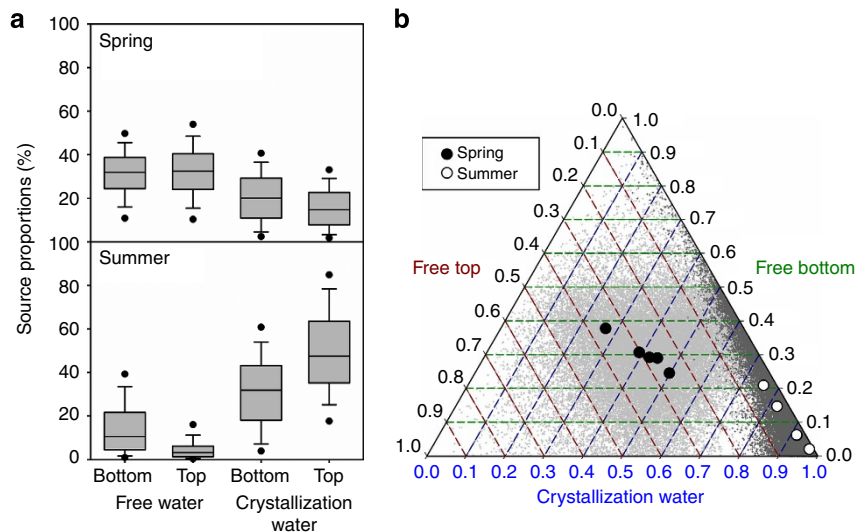 a
b
Source proportions (%)
100
80
60
40
20
Spring
100
80
60
40
20
0
Summer
Bottom Top Bottom Top
Free water Crystallization
water
Spring
Summer
Free top
Free bottom
0.0
0.1
0.2
0.3
0.4
0.5
0.6
0.7
0.8
0.9
1.0
1.0
0.9
0.8
0.7
0.6
0.5
0.4
0.3
0.2
0.1
0.0
0.0 0.1 0.2 0.3 0.4 0.5 0.6 0.7 0.8 0.9 1.0
Crystallization water